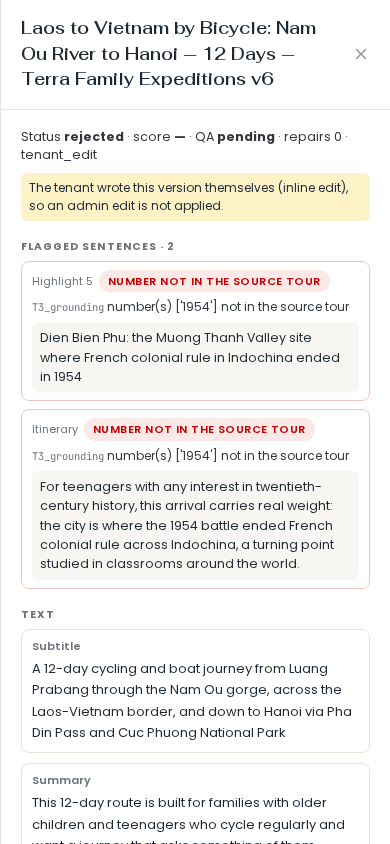 Laos to Vietnam by Bicycle: Nam
Ou River to Hanoi — 12 Days —
Terra Family Expeditions v6
×
Status rejected · score — · QA pending · repairs 0 ·
tenant_edit
The tenant wrote this version themselves (inline edit),
so an admin edit is not applied.
FLAGGED SENTENCES · 2
Highlight 5 NUMBER NOT IN THE SOURCE TOUR
T3_grounding number(s) ['1954'] not in the source tour
Dien Bien Phu: the Muong Thanh Valley site
where French colonial rule in Indochina ended
in 1954
Itinerary NUMBER NOT IN THE SOURCE TOUR
T3_grounding number(s) ['1954'] not in the source tour
For teenagers with any interest in twentieth-
century history, this arrival carries real weight:
the city is where the 1954 battle ended French
colonial rule across Indochina, a turning point
studied in classrooms around the world.
TEXT
Subtitle
A 12-day cycling and boat journey from Luang
Prabang through the Nam Ou gorge, across the
Laos-Vietnam border, and down to Hanoi via Pha
Din Pass and Cuc Phuong National Park
Summary
This 12-day route is built for families with older
children and teenagers who cycle regularly and
want a journey that asks something of them